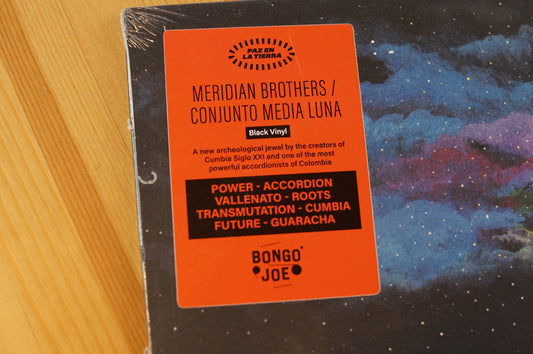 PAZ EN
LA TIERRA
MERIDIAN BROTHERS /
CONJUNTO MEDIA LUNA
Black Vinyl
A new archeological jewel by the creators of
Cumbia Siglo XXI and one of the most
powerful accordionists of Colombia
POWER - ACCORDION
VALLENATO - ROOTS
TRANSMUTATION - CUMBIA
FUTURE - GUARACHA
BONGO
JOE